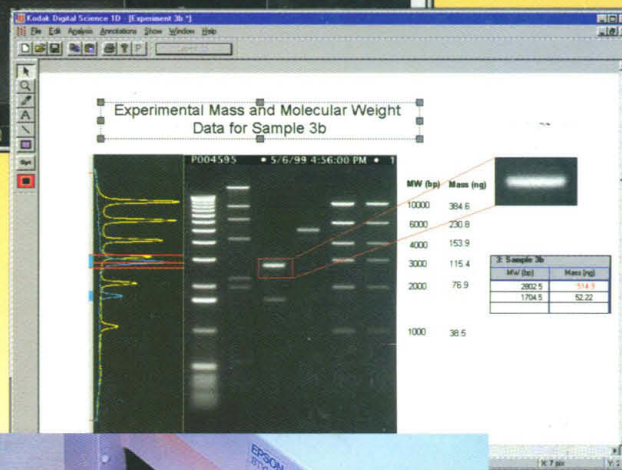 Kodak Digital Science 1D - [Experiment 3b *]
File Edit Analysis Annotations Show Window Help
Experimental Mass and Molecular Weight
Data for Sample 3b
P004595 • 5/6/99 4:56:00 PM • 1
MW (bp) Mass (ng)
10000 384.6
6000 230.8
4000 153.9
3000 115.4
2000 76.9
1000 38.5
3: Sample 3b
MW (bp) Mass (ng)
2802.5 514.9
1704.5 52.22
EPSON